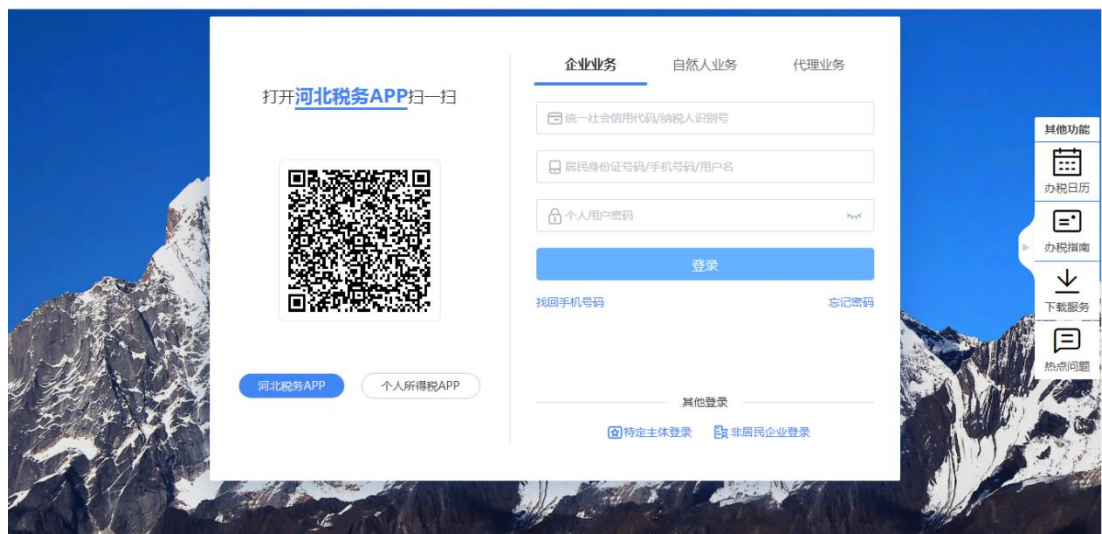 打开河北税务APP扫一扫
河北税务APP
个人所得税APP
企业业务
自然人业务
代理业务
统一社会信用代码/纳税人识别号
居民身份证号码/手机号码/用户名
个人用户密码
登录
找回手机号码
忘记密码
其他登录
特定主体登录
非居民企业登录
其他功能
办税日历
办税指南
下载服务
热点问题